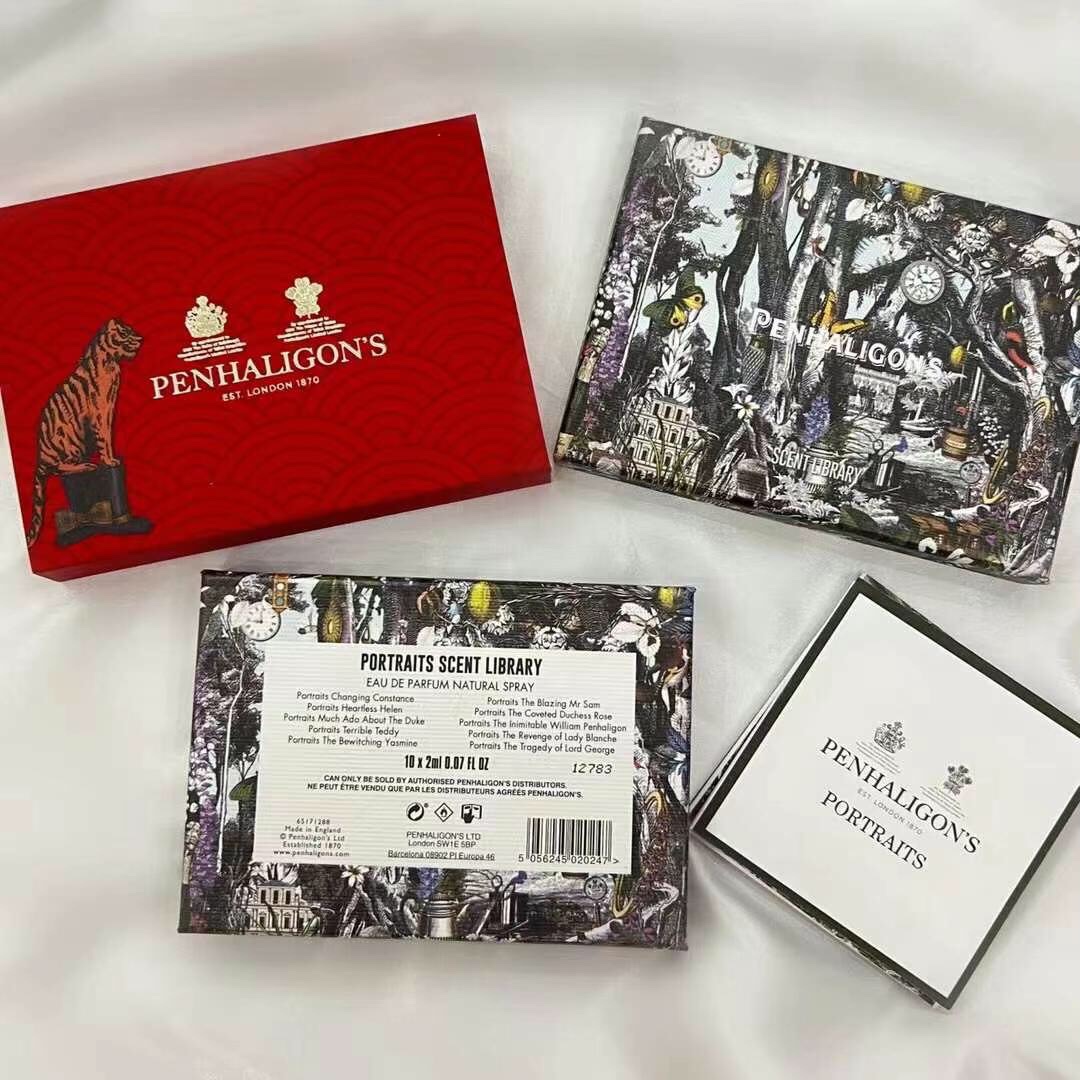 PENHALIGON'S
EST. LONDON 1870
PENHALIGON'S
SCENT LIBRARY
PORTRAITS SCENT LIBRARY
EAU DE PARFUM NATURAL SPRAY
Portraits Changing Constance
Portraits Heartless Helen
Portraits Much Ado About The Duke
Portraits Terrible Teddy
Portraits The Bewitching Yasmine
Portraits The Blazing Mr Sam
Portraits The Coveted Duchess Rose
Portraits The Inimitable William Penhaligon
Portraits The Revenge of Lady Blanche
Portraits The Tragedy of Lord George
10 x 2ml 0.07 fl oz
12783
CAN ONLY BE SOLD BY AUTHORISED PENHALIGON'S DISTRIBUTORS.
NE PEUT ÊTRE VENDU QUE PAR LES DISTRIBUTEURS AGRÉÉS PENHALIGON'S.
65171288
Made in England
© Penhaligon's Ltd
Established 1870
www.penhaligons.com
PENHALIGON'S LTD
London SW1E 5BP
Barcelona 08902 Pl Europa 46
5 056245 020247 >
PENHALIGON'S
EST. LONDON 1870
PORTRAITS